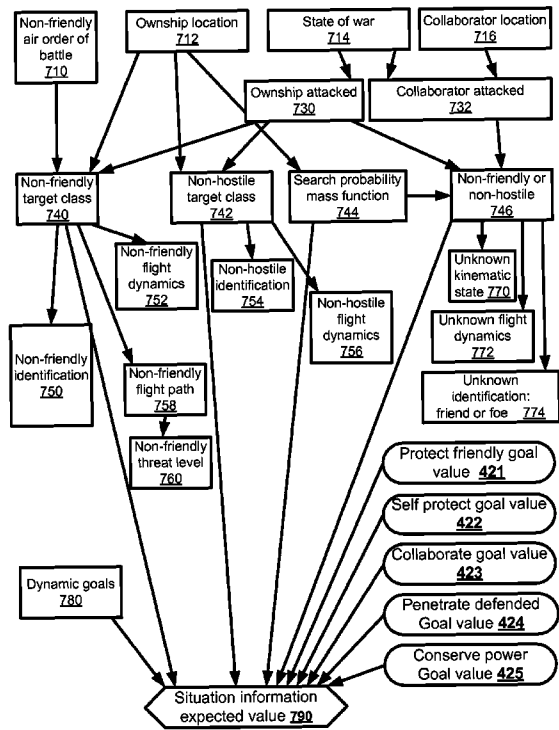 Non-friendly
air order of
battle
710
Ownship location
712
State of war
714
Collaborator location
716
Ownship attacked
730
Collaborator attacked
732
Non-friendly
target class
740
Non-hostile
target class
742
Search probability
mass function
744
Non-friendly or
non-hostile
746
Non-friendly
flight dynamics
752
Non-hostile
identification
754
Non-hostile
flight dynamics
756
Unknown
kinematic
state 770
Unknown flight
dynamics
772
Unknown
identification:
friend or foe 774
Non-friendly
identification
750
Non-friendly
flight path
758
Non-friendly
threat level
760
Protect friendly goal
value 421
Self protect goal value
422
Collaborate goal value
423
Penetrate defended
Goal value 424
Conserve power
Goal value 425
Dynamic goals
780
Situation information
expected value 790